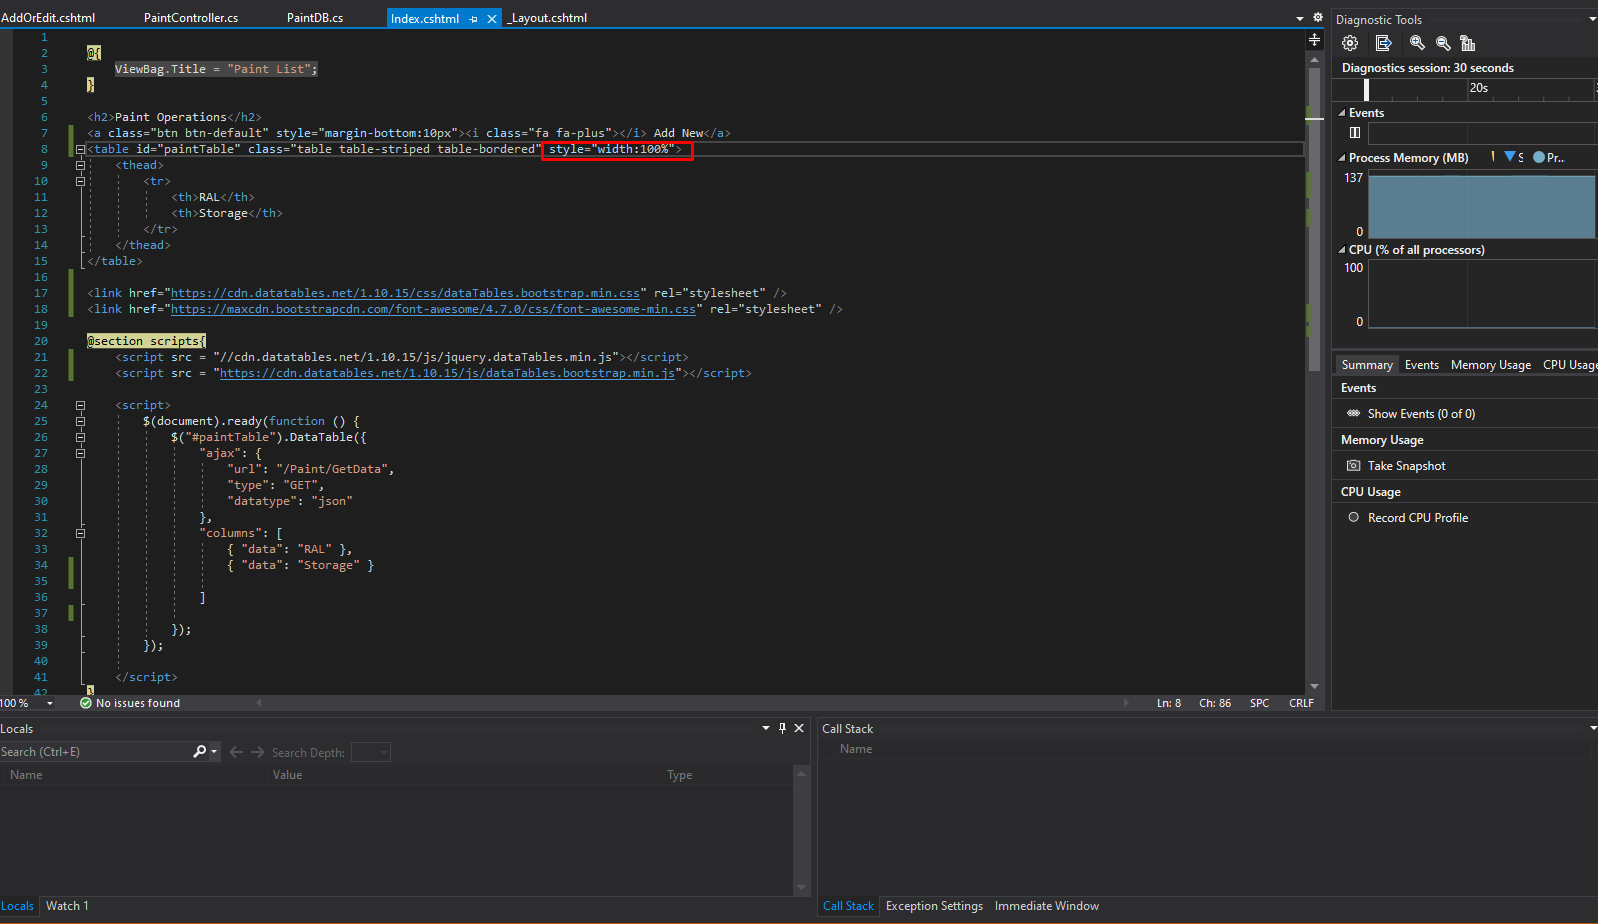 AddOrEdit.cshtml PaintController.cs PaintDB.cs Index.cshtml _Layout.cshtml
1
2 @{
3 ViewBag.Title = "Paint List";
4 }
5
6 <h2>Paint Operations</h2>
7 <a class="btn btn-default" style="margin-bottom:10px"><i class="fa fa-plus"></i> Add New</a>
8 <table id="paintTable" class="table table-striped table-bordered" style="width:100%">
9 <thead>
10 <tr>
11 <th>RAL</th>
12 <th>Storage</th>
13 </tr>
14 </thead>
15 </table>
16
17 <link href="https://cdn.datatables.net/1.10.15/css/dataTables.bootstrap.min.css" rel="stylesheet" />
18 <link href="https://maxcdn.bootstrapcdn.com/font-awesome/4.7.0/css/font-awesome-min.css" rel="stylesheet" />
19
20 @section scripts{
21 <script src = "//cdn.datatables.net/1.10.15/js/jquery.dataTables.min.js"></script>
22 <script src = "https://cdn.datatables.net/1.10.15/js/dataTables.bootstrap.min.js"></script>
23
24 <script>
25 $(document).ready(function () {
26 $("#paintTable").DataTable({
27 "ajax": {
28 "url": "/Paint/GetData",
29 "type": "GET",
30 "datatype": "json"
31 },
32 "columns": [
33 { "data": "RAL" },
34 { "data": "Storage" }
35
36 ]
37
38 });
39 });
40
41 </script>
42 }
100 % No issues found Ln: 8 Ch: 86 SPC CRLF
Diagnostic Tools
Diagnostics session: 30 seconds
20s
Events
Process Memory (MB) S Pr...
137
0
CPU (% of all processors)
100
0
Summary Events Memory Usage CPU Usage
Events
Show Events (0 of 0)
Memory Usage
Take Snapshot
CPU Usage
Record CPU Profile
Locals
Search (Ctrl+E) Search Depth:
Name Value Type
Locals Watch 1
Call Stack
Name
Call Stack Exception Settings Immediate Window